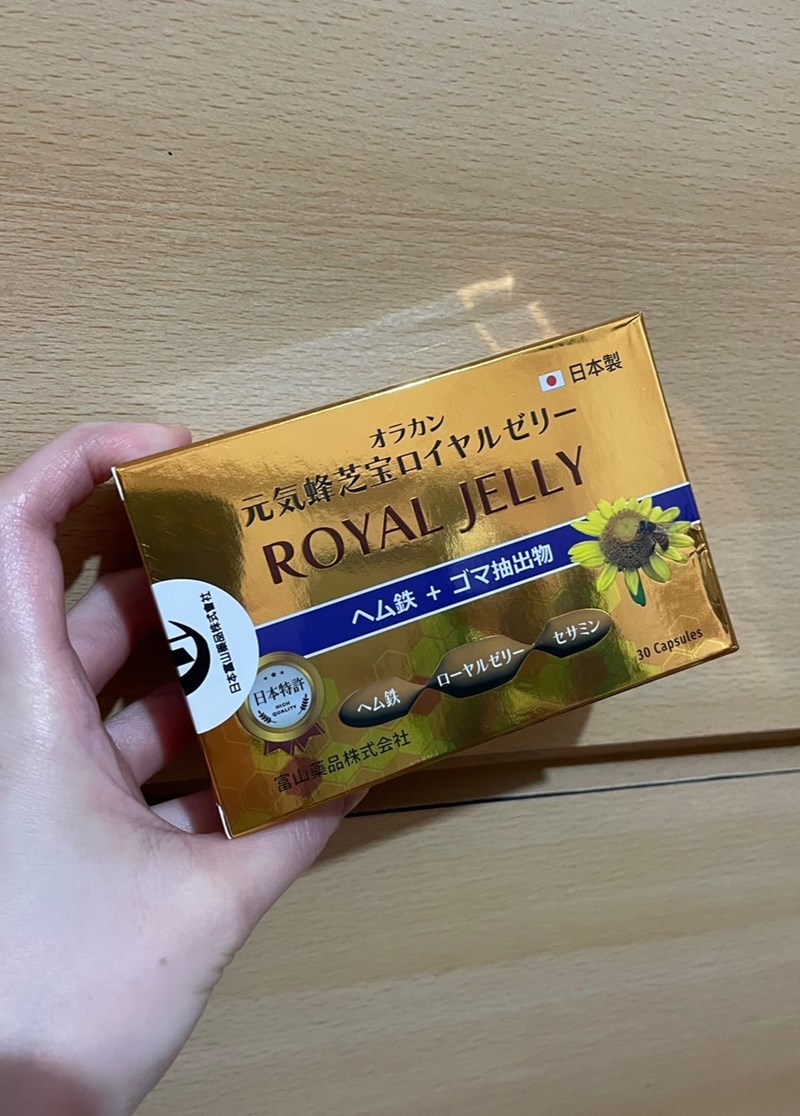 日本製
オラカン
元気蜂芝宝ロイヤルゼリー
ROYAL JELLY
ヘム鉄 + ゴマ抽出物
日本富山薬品株式會社
日本特許
HIGH
QUALITY
ヘム鉄
ローヤルゼリー
セサミン
30 Capsules
富山薬品株式会社